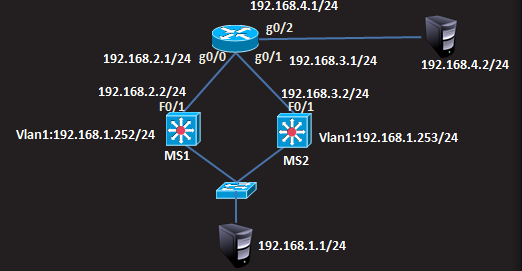 192.168.4.1/24
g0/2
192.168.2.1/24
g0/0
g0/1
192.168.3.1/24
192.168.4.2/24
192.168.2.2/24
192.168.3.2/24
F0/1
F0/1
Vlan1:192.168.1.252/24
Vlan1:192.168.1.253/24
MS1
MS2
192.168.1.1/24